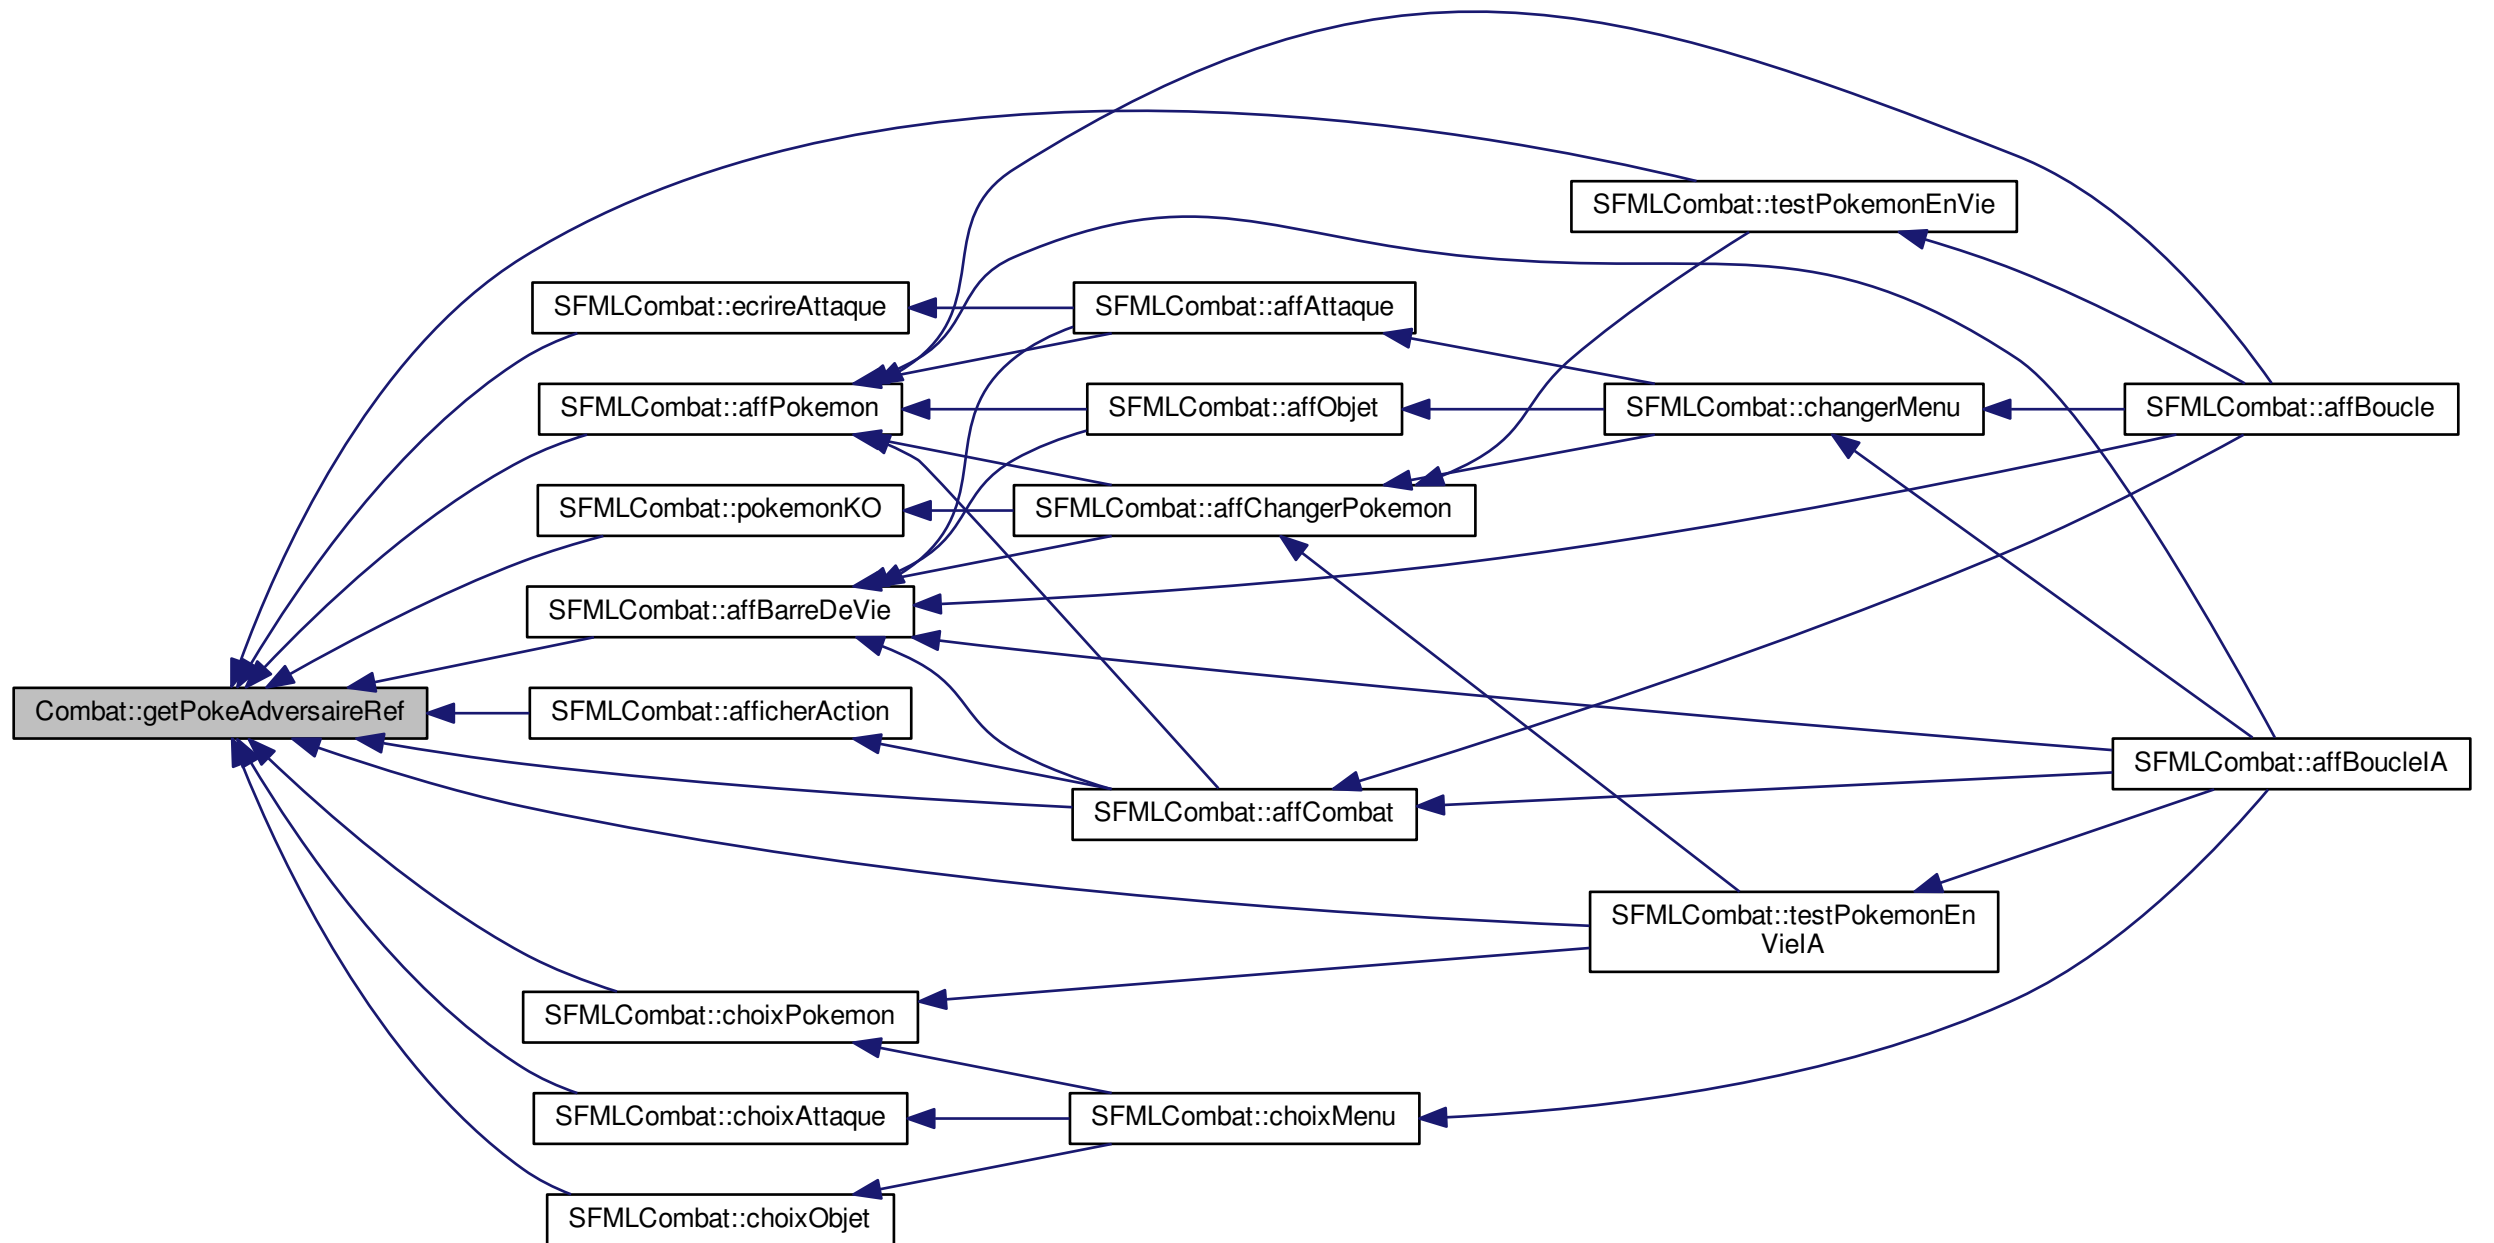 SFMLCombat::testPokemonEnVie
SFMLCombat::ecrireAttaque
SFMLCombat::affAttaque
SFMLCombat::affPokemon
SFMLCombat::affObjet
SFMLCombat::changerMenu
SFMLCombat::affBoucle
SFMLCombat::pokemonKO
SFMLCombat::affChangerPokemon
SFMLCombat::affBarreDeVie
Combat::getPokeAdversaireRef
SFMLCombat::afficherAction
SFMLCombat::affBoucleIA
SFMLCombat::affCombat
SFMLCombat::testPokemonEn
VieIA
SFMLCombat::choixPokemon
SFMLCombat::choixAttaque
SFMLCombat::choixMenu
SFMLCombat::choixObjet